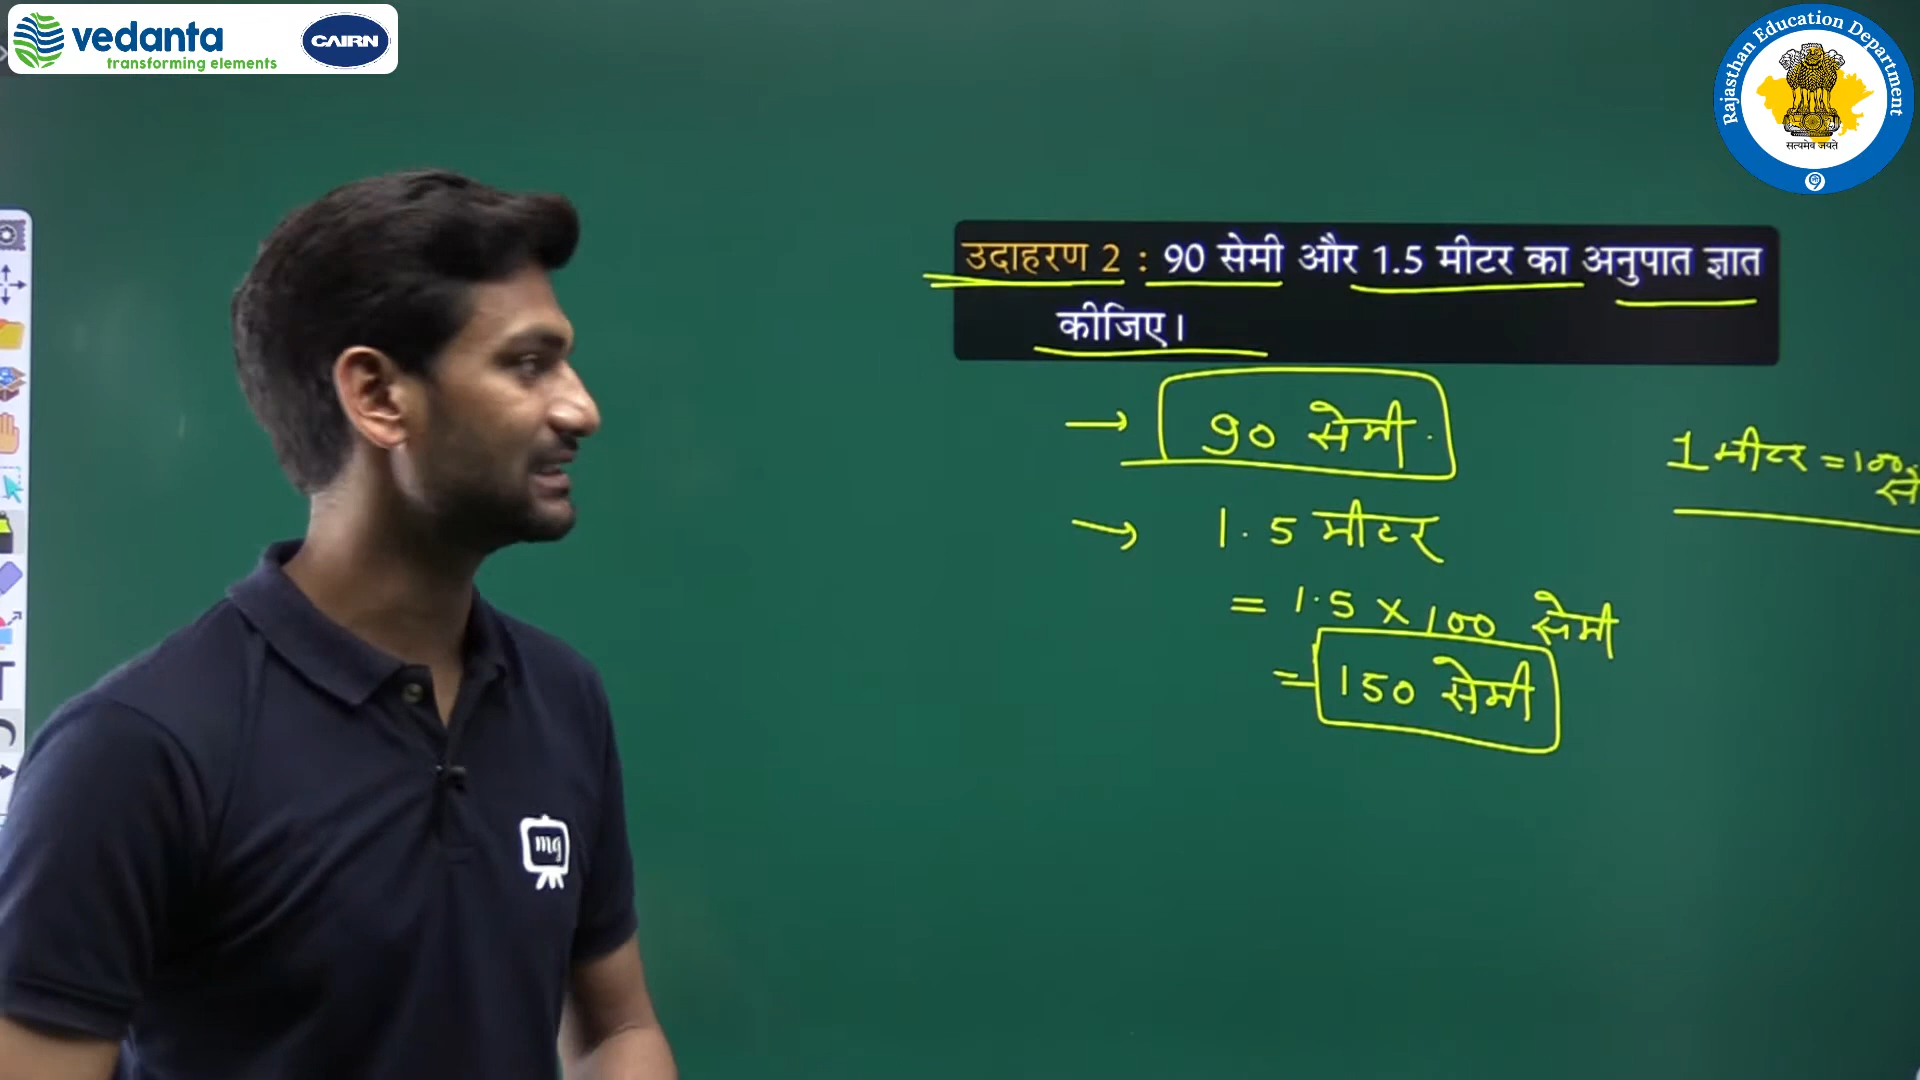 vedanta
transforming elements
CAIRN
Rajasthan Education Department
सत्यमेव जयते
उदाहरण 2 : 90 सेमी और 1.5 मीटर का अनुपात ज्ञात
कीजिए।
→ 90 सेमी.
1 मीटर = 100
से
→ 1.5 मीटर
= 1.5 × 100 सेमी
= 150 सेमी
mg